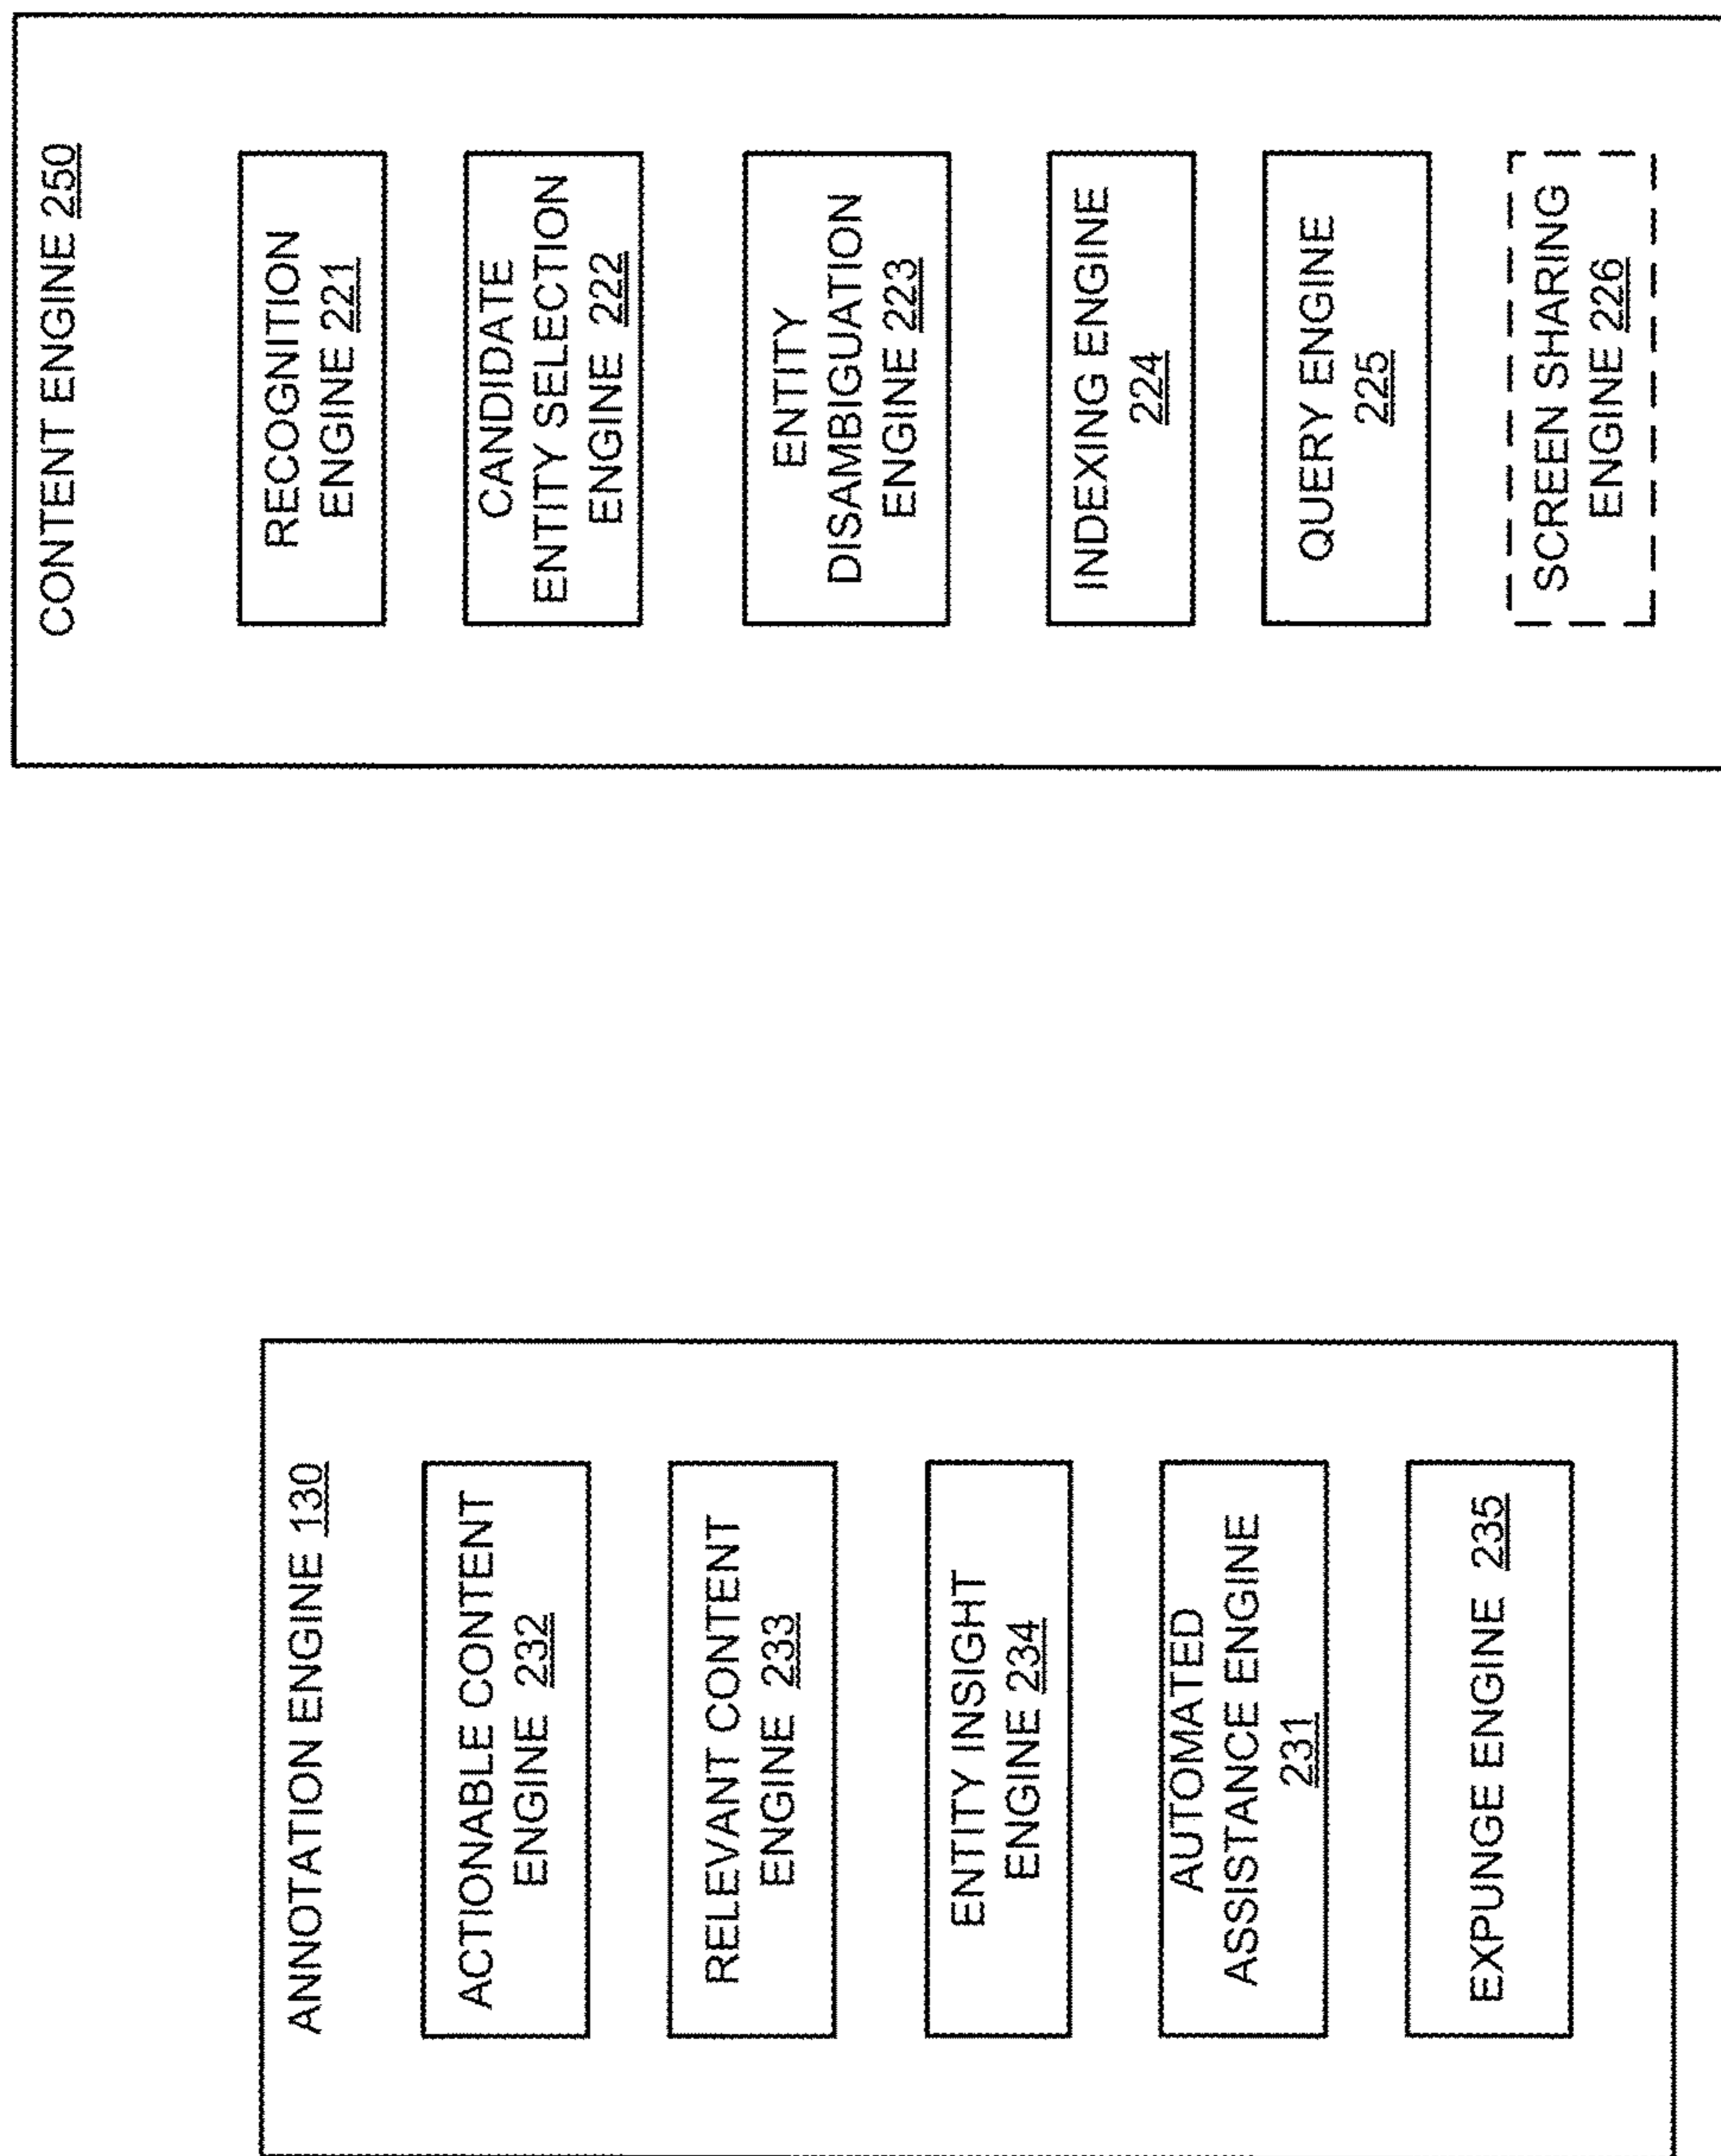 ANNOTATION ENGINE 130
ACTIONABLE CONTENT
ENGINE 232
RELEVANT CONTENT
ENGINE 233
ENTITY INSIGHT
ENGINE 234
AUTOMATED
ASSISTANCE ENGINE
231
EXPUNGE ENGINE 235
CONTENT ENGINE 250
RECOGNITION
ENGINE 221
CANDIDATE
ENTITY SELECTION
ENGINE 222
ENTITY
DISAMBIGUATION
ENGINE 223
INDEXING ENGINE
224
QUERY ENGINE
225
SCREEN SHARING
ENGINE 226